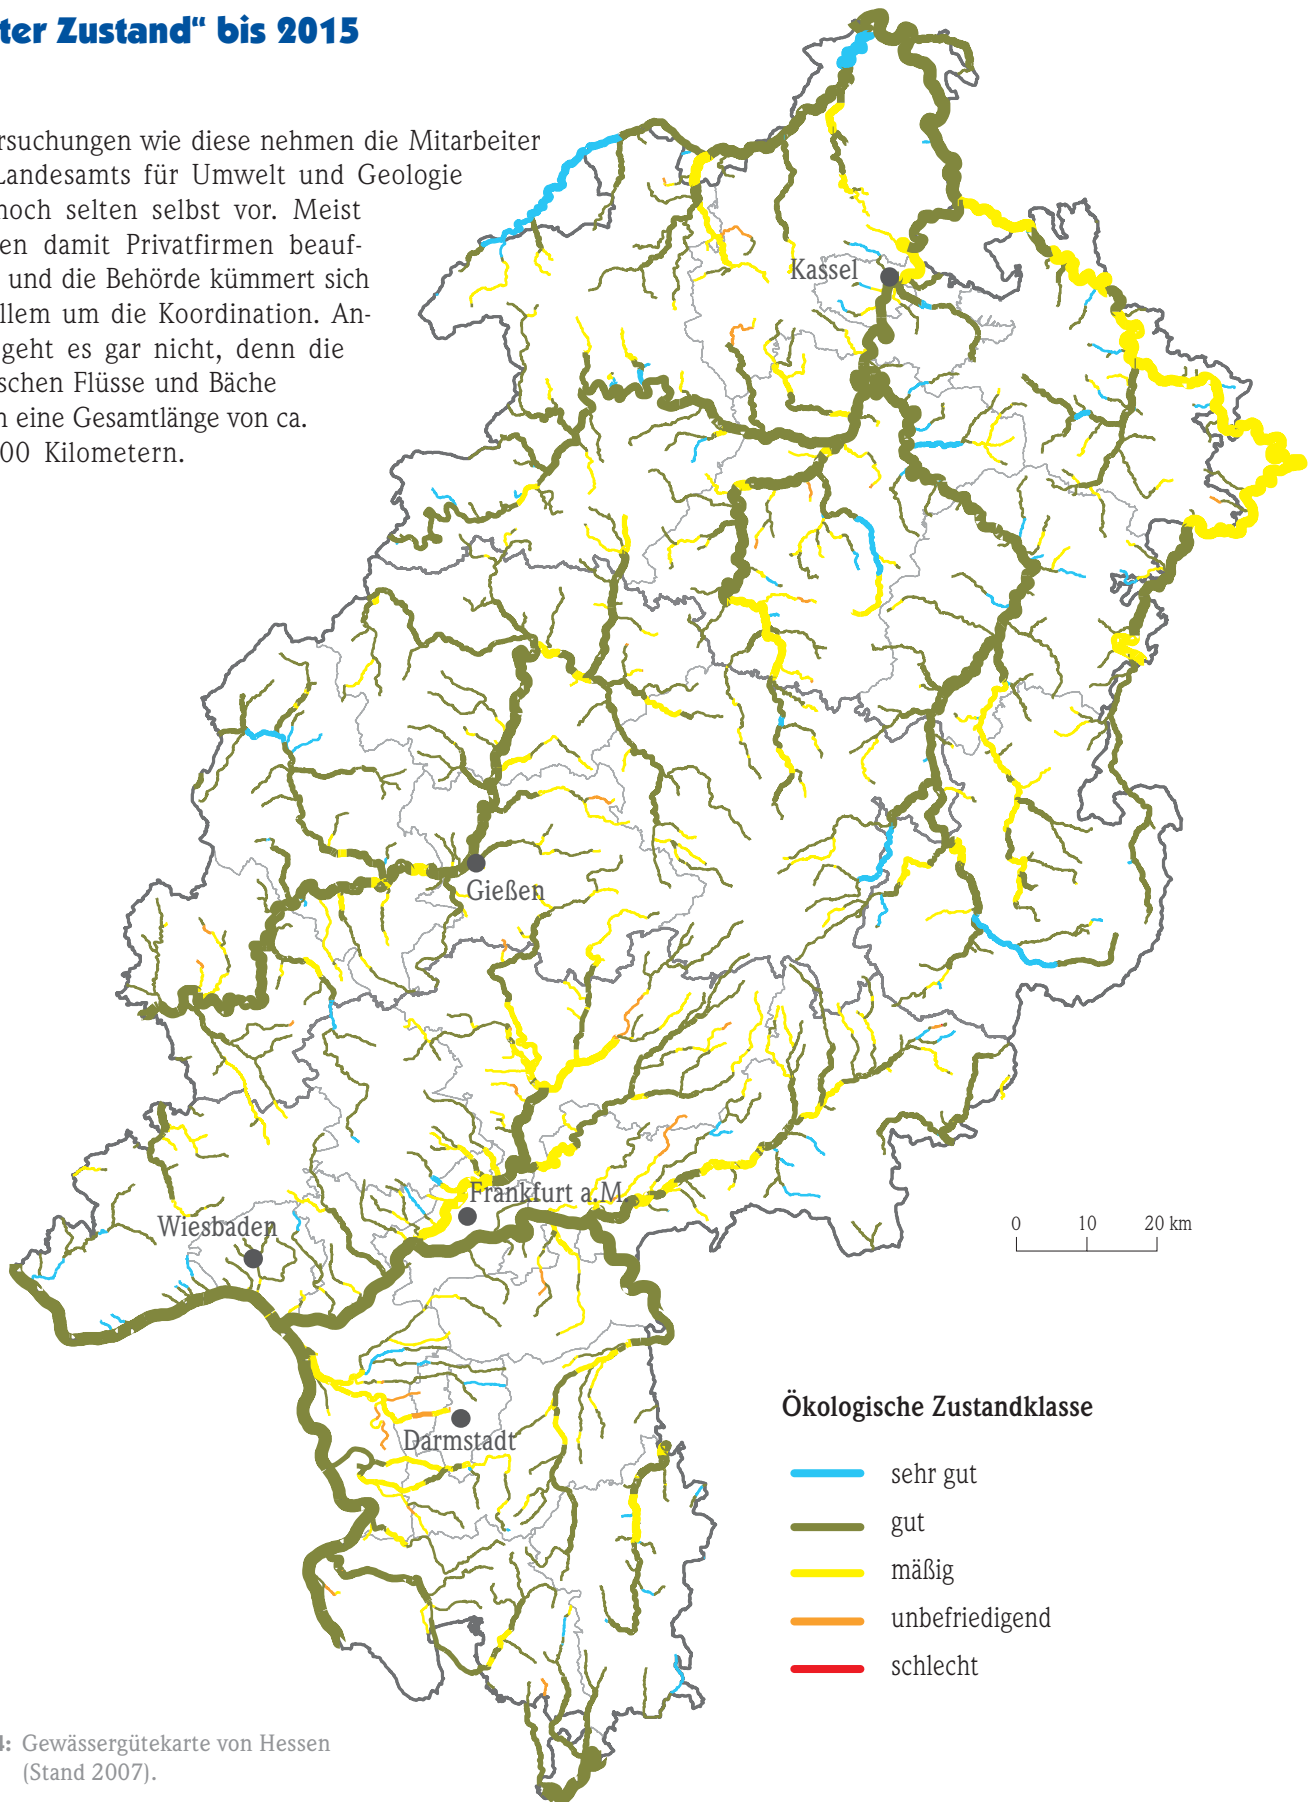 ter Zustand“ bis 2015
rsuchungen wie diese nehmen die Mitarbeiter
Landesamts für Umwelt und Geologie
noch selten selbst vor. Meist
en damit Privatfirmen beauf-
und die Behörde kümmert sich
llem um die Koordination. An-
geht es gar nicht, denn die
schen Flüsse und Bäche
n eine Gesamtlänge von ca.
00 Kilometern.
Kassel
Gießen
Frankfurt a.M.
Wiesbaden
Darmstadt
0 10 20 km
Ökologische Zustandklasse
sehr gut
gut
mäßig
unbefriedigend
schlecht
4: Gewässergütekarte von Hessen
(Stand 2007).